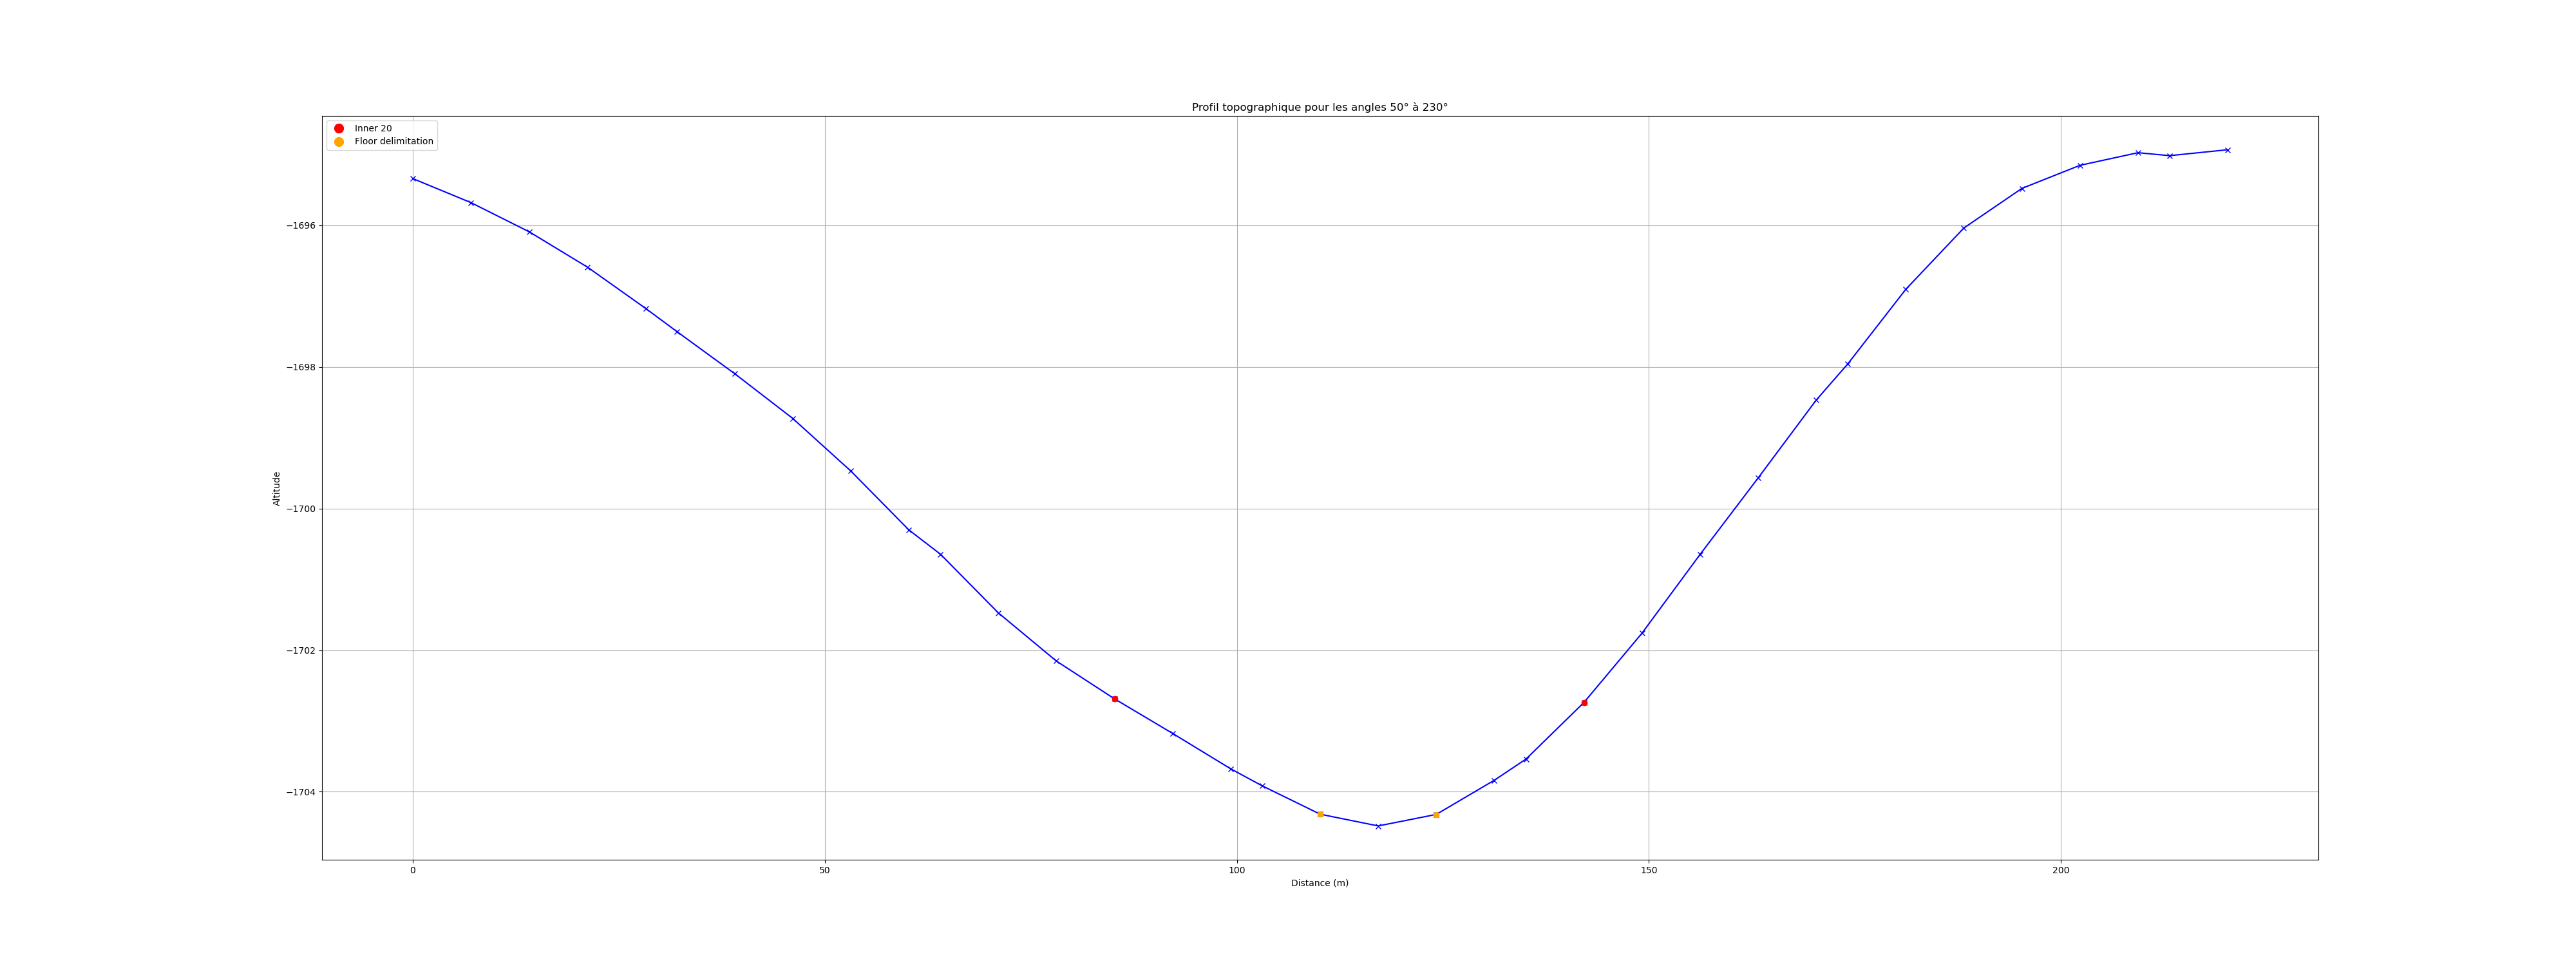 Profil topographique pour les angles 50° à 230°
Inner 20
Floor delimitation
Altitude
−1696
−1698
−1700
−1702
−1704
0 50 100 150 200
Distance (m)